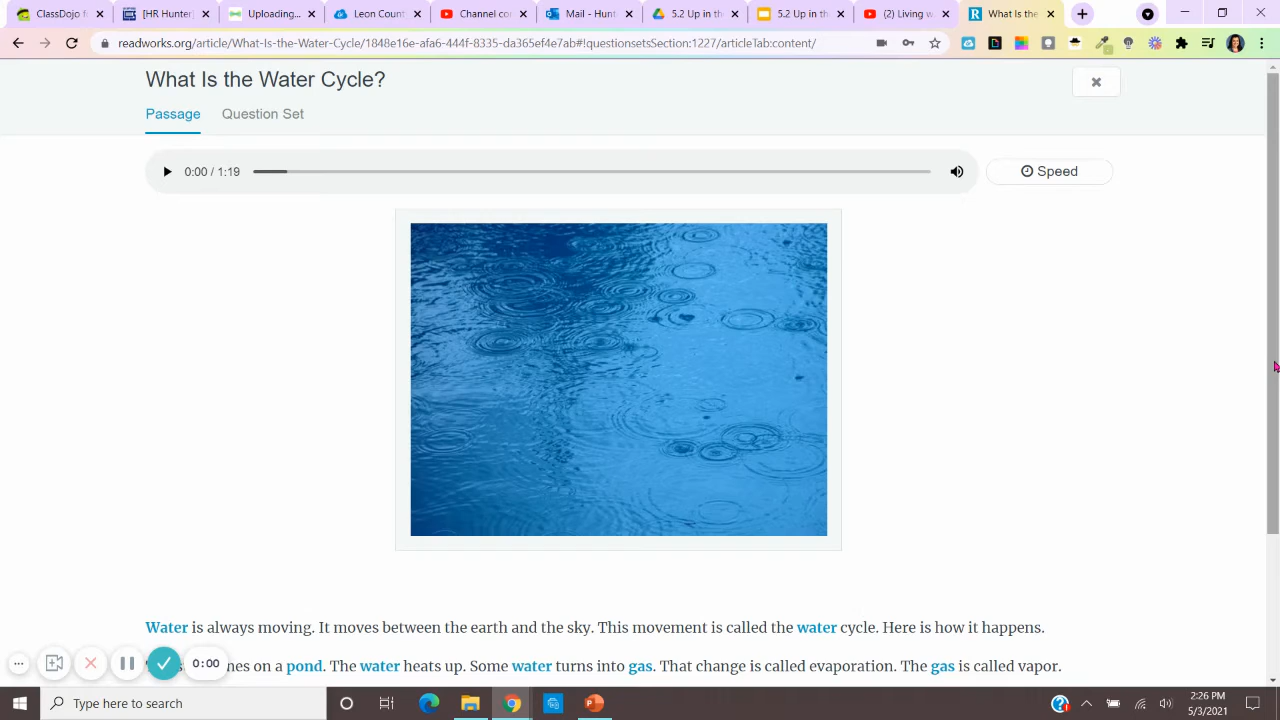 ClassDojo f
[HR Hunter
Uploading...
Leon Count
Channel co
Mail - Hunt
5.2 Up in th
5.2 Up in th
(2) Living w
What Is the
readworks.org/article/What-Is-the-Water-Cycle/1848e16e-afa6-444f-8335-da365ef4e7ab#!questionsetsSection:1227/articleTab:content/
What Is the Water Cycle?
Passage Question Set
0:00 / 1:19 Speed
Water is always moving. It moves between the earth and the sky. This movement is called the water cycle. Here is how it happens.
nes on a pond. The water heats up. Some water turns into gas. That change is called evaporation. The gas is called vapor.
0:00
Type here to search
2:26 PM
5/3/2021